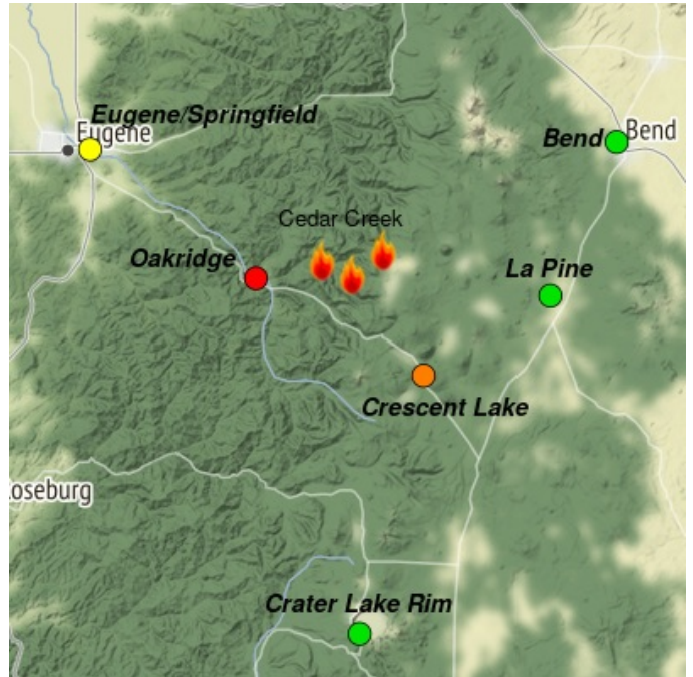 Eugene/Springfield
Eugene
Bend
Bend
Cedar Creek
Oakridge
La Pine
Crescent Lake
oseburg
Crater Lake Rim